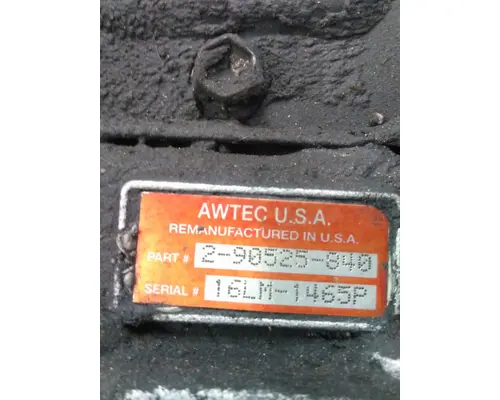 AWTEC U.S.A.
REMANUFACTURED IN U.S.A.
PART # 2-90525-840
SERIAL # 16LM-1465P